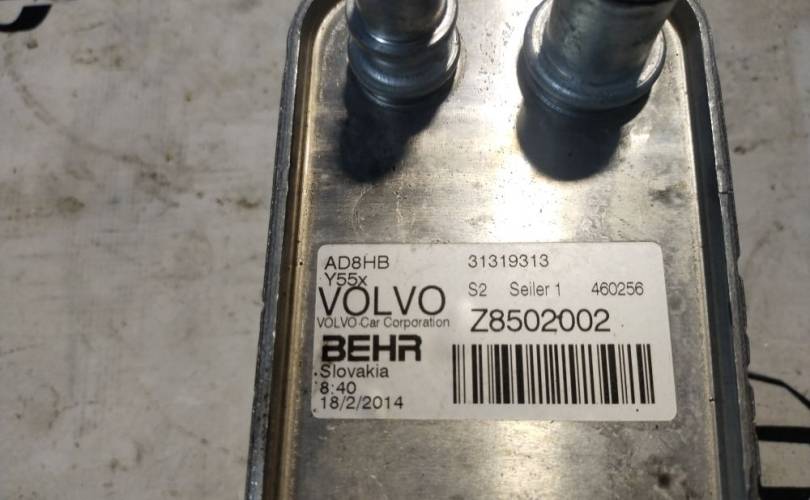 AD8HB 31319313
Y55x
S2 Seiler 1 460256
VOLVO
VOLVO Car Corporation
Z8502002
BEHR
Slovakia
8:40
18/2/2014